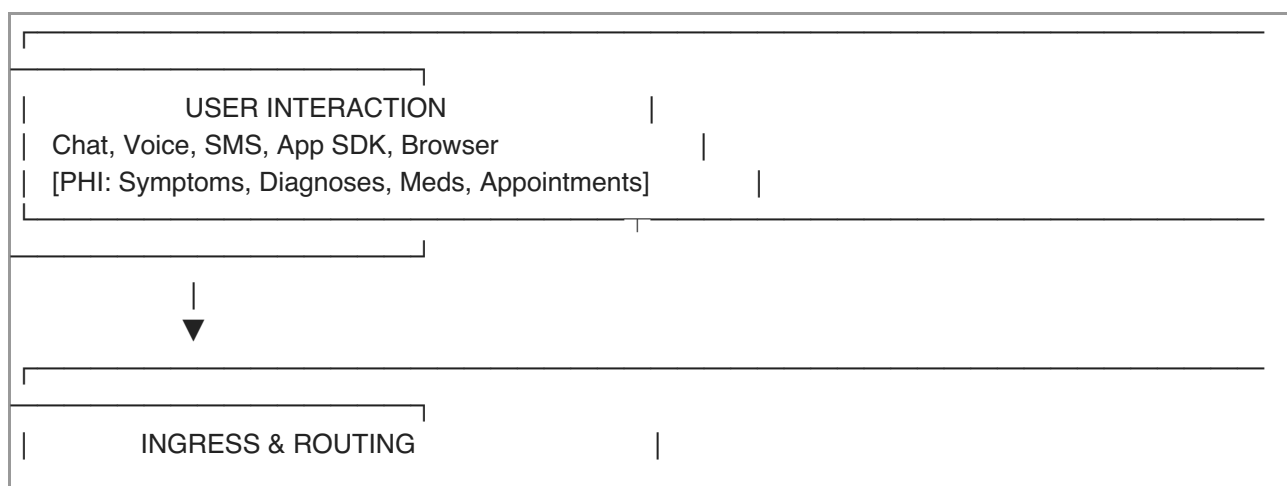 USER INTERACTION
Chat, Voice, SMS, App SDK, Browser
[PHI: Symptoms, Diagnoses, Meds, Appointments]
INGRESS & ROUTING